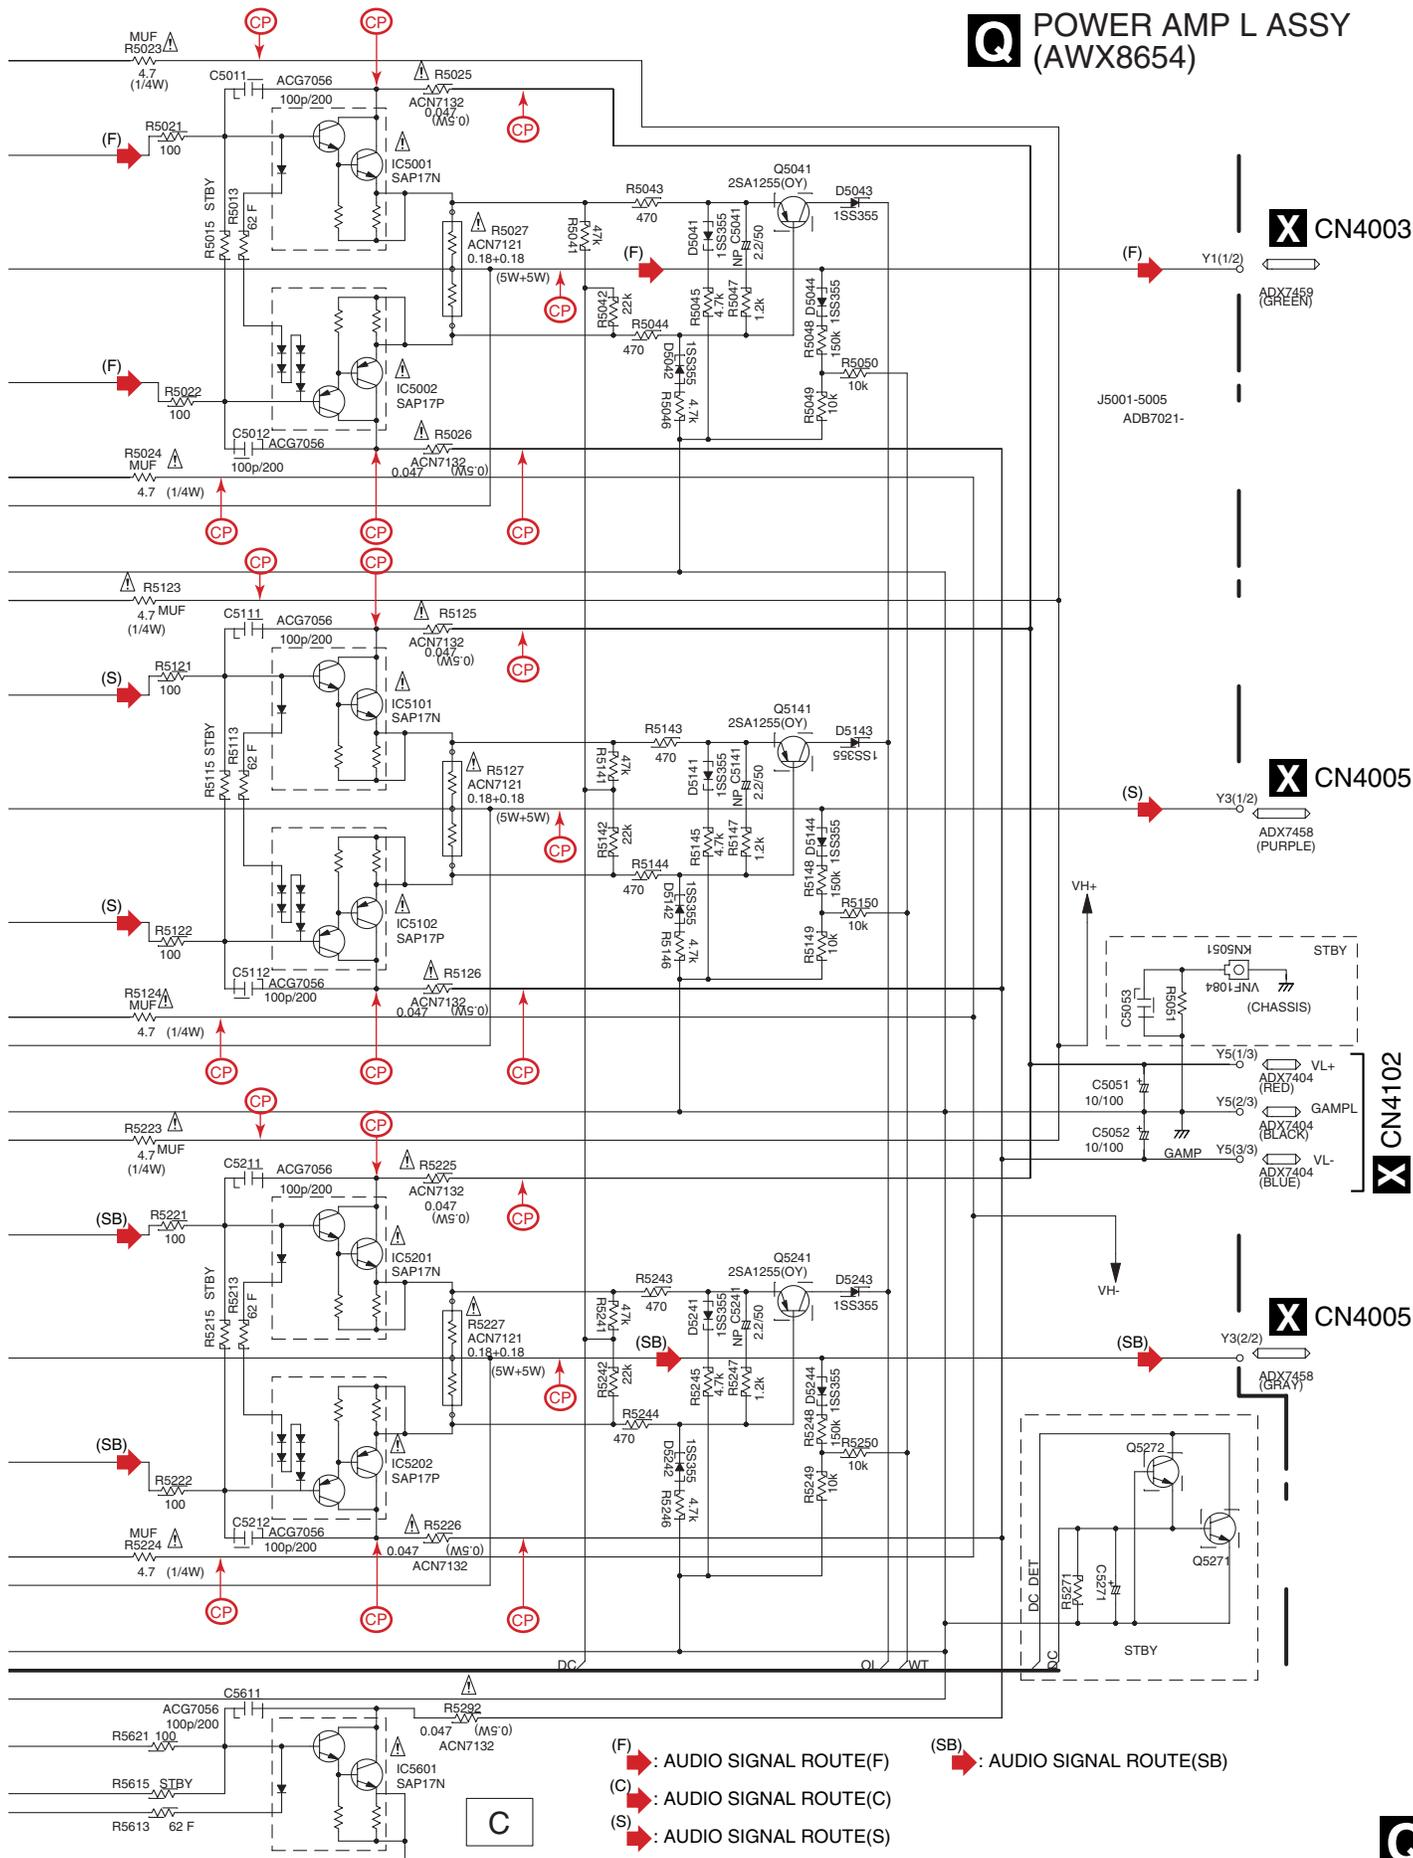 Q POWER AMP L ASSY
(AWX8654)
CP
CP
MUF
R5023
4.7
(1/4W)
C5011
ACG7056
100p/200
R5025
ACN7132
0.047
(0.5W)
CP
(F)
R5021
100
IC5001
SAP17N
R5015 STBY
R5013
62 F
R5027
ACN7121
0.18+0.18
(5W+5W)
CP
R5041
47k
R5043
470
(F)
D5041
1SS355
NP C5041
2.2/50
Q5041
2SA1255(OY)
D5043
1SS355
X CN4003
(F)
Y1(1/2)
ADX7459
(GREEN)
R5042
22k
R5044
470
R5045
4.7k
R5047
1.2k
D5044
1SS355
R5048
150k
D5042
1SS355
R5046
4.7k
R5050
10k
R5049
10k
J5001-5005
ADB7021-
(F)
R5022
100
IC5002
SAP17P
C5012
ACG7056
100p/200
R5026
ACN7132
0.047
(0.5W)
R5024
MUF
4.7 (1/4W)
CP
CP
CP
CP
CP
R5123
4.7 MUF
(1/4W)
C5111
ACG7056
100p/200
R5125
ACN7132
0.047
(0.5W)
CP
(S)
R5121
100
IC5101
SAP17N
R5115 STBY
R5113
62 F
R5127
ACN7121
0.18+0.18
(5W+5W)
CP
R5141
47k
R5143
470
D5141
1SS355
NP C5141
2.2/50
Q5141
2SA1255(OY)
D5143
1SS355
X CN4005
(S)
Y3(1/2)
ADX7458
(PURPLE)
R5142
22k
R5144
470
R5145
4.7k
R5147
1.2k
D5144
1SS355
R5148
150k
D5142
1SS355
R5146
4.7k
R5150
10k
R5149
10k
VH+
(S)
R5122
100
IC5102
SAP17P
C5112
ACG7056
100p/200
R5126
ACN7132
0.047
(0.5W)
R5124
MUF
4.7 (1/4W)
CP
CP
CP
KN5051
STBY
VNF1084
C5053
R5051
(CHASSIS)
Y5(1/3)
VL+
ADX7404
(RED)
C5051
10/100
Y5(2/3)
GAMPL
ADX7404
(BLACK)
C5052
10/100
GAMP
Y5(3/3)
VL-
ADX7404
(BLUE)
X CN4102
CP
CP
R5223
4.7 MUF
(1/4W)
C5211
ACG7056
100p/200
R5225
ACN7132
0.047
(0.5W)
CP
(SB)
R5221
100
IC5201
SAP17N
R5215 STBY
R5213
62 F
R5227
ACN7121
0.18+0.18
(5W+5W)
CP
R5241
47k
R5243
470
(SB)
D5241
1SS355
NP C5241
2.2/50
Q5241
2SA1255(OY)
D5243
1SS355
VH-
X CN4005
(SB)
Y3(2/2)
ADX7458
(GRAY)
R5242
22k
R5244
470
R5245
4.7k
R5247
1.2k
D5244
1SS355
R5248
150k
D5242
1SS355
R5246
4.7k
R5250
10k
R5249
10k
(SB)
R5222
100
IC5202
SAP17P
C5212
ACG7056
100p/200
R5226
0.047
(0.5W)
ACN7132
MUF
R5224
4.7 (1/4W)
CP
CP
CP
Q5272
Q5271
DC DET
R5271
C5271
STBY
DC
OL
WT
C5611
ACG7056
100p/200
R5292
0.047
(0.5W)
ACN7132
R5621 100
IC5601
SAP17N
R5615 STBY
R5613 62 F
C
(F) : AUDIO SIGNAL ROUTE(F)
(SB) : AUDIO SIGNAL ROUTE(SB)
(C) : AUDIO SIGNAL ROUTE(C)
(S) : AUDIO SIGNAL ROUTE(S)
Q